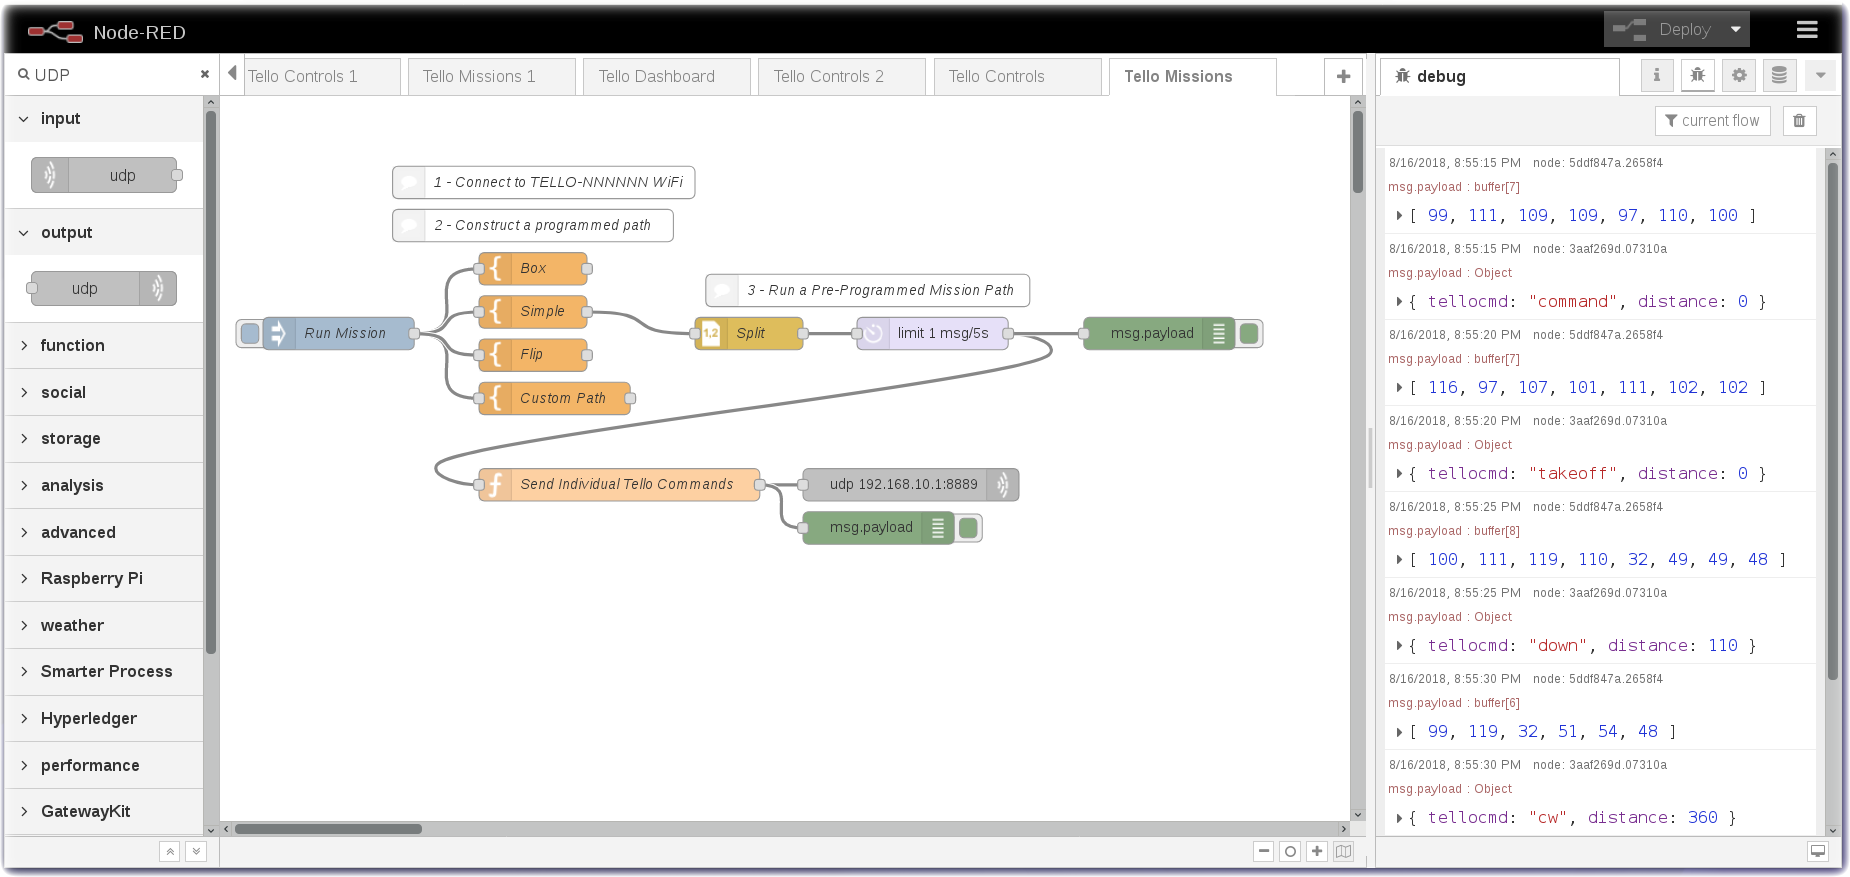 Node-RED
Deploy
UDP
input
udp
output
udp
function
social
storage
analysis
advanced
Raspberry Pi
weather
Smarter Process
Hyperledger
performance
GatewayKit
Tello Controls 1
Tello Missions 1
Tello Dashboard
Tello Controls 2
Tello Controls
Tello Missions
1 - Connect to TELLO-NNNNNN WiFi
2 - Construct a programmed path
Box
3 - Run a Pre-Programmed Mission Path
Simple
Run Mission
Split
limit 1 msg/5s
msg.payload
Flip
Custom Path
Send Individual Tello Commands
udp 192.168.10.1:8889
msg.payload
debug
current flow
8/16/2018, 8:55:15 PM node: 5ddf847a.2658f4
msg.payload : buffer[7]
[ 99, 111, 109, 109, 97, 110, 100 ]
8/16/2018, 8:55:15 PM node: 3aaf269d.07310a
msg.payload : Object
{ tellocmd: "command", distance: 0 }
8/16/2018, 8:55:20 PM node: 5ddf847a.2658f4
msg.payload : buffer[7]
[ 116, 97, 107, 101, 111, 102, 102 ]
8/16/2018, 8:55:20 PM node: 3aaf269d.07310a
msg.payload : Object
{ tellocmd: "takeoff", distance: 0 }
8/16/2018, 8:55:25 PM node: 5ddf847a.2658f4
msg.payload : buffer[8]
[ 100, 111, 119, 110, 32, 49, 49, 48 ]
8/16/2018, 8:55:25 PM node: 3aaf269d.07310a
msg.payload : Object
{ tellocmd: "down", distance: 110 }
8/16/2018, 8:55:30 PM node: 5ddf847a.2658f4
msg.payload : buffer[6]
[ 99, 119, 32, 51, 54, 48 ]
8/16/2018, 8:55:30 PM node: 3aaf269d.07310a
msg.payload : Object
{ tellocmd: "cw", distance: 360 }